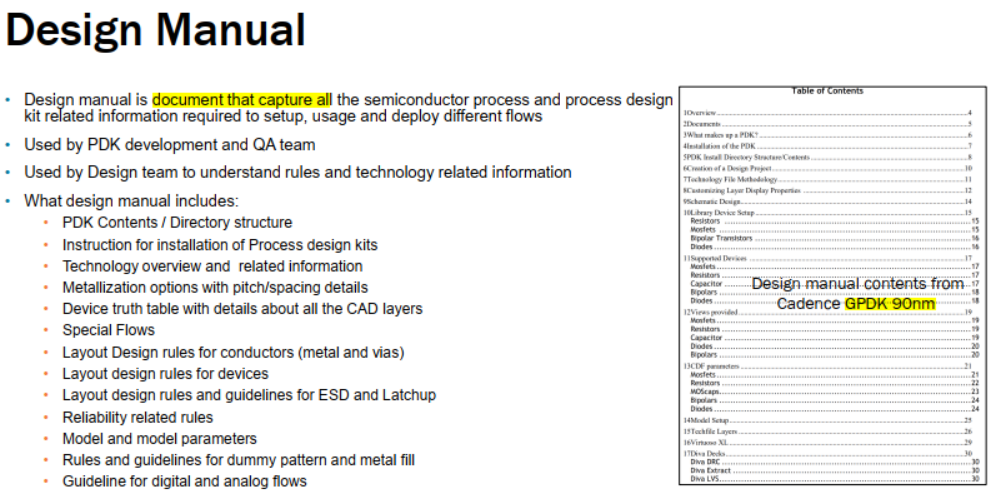 Design Manual
• Design manual is document that capture all the semiconductor process and process design
kit related information required to setup, usage and deploy different flows
• Used by PDK development and QA team
• Used by Design team to understand rules and technology related information
• What design manual includes:
• PDK Contents / Directory structure
• Instruction for installation of Process design kits
• Technology overview and related information
• Metallization options with pitch/spacing details
• Device truth table with details about all the CAD layers
• Special Flows
• Layout Design rules for conductors (metal and vias)
• Layout design rules for devices
• Layout design rules and guidelines for ESD and Latchup
• Reliability related rules
• Model and model parameters
• Rules and guidelines for dummy pattern and metal fill
• Guideline for digital and analog flows
Table of Contents
1Overview...4
2Documents...5
3What makes up a PDK?...6
4Installation of the PDK...7
5PDK Install Directory Structure/Contents...8
6Creation of a Design Project...10
7Technology File Methodology...11
8Customizing Layer Display Properties...12
9Schematic Design...14
10Library Device Setup...15
Resistors...15
Mosfets...15
Bipolar Transistors...16
Diodes...16
11Supported Devices...17
Mosfets...17
Resistors...17
Capacitor...17
Bipolars...18
Diodes...18
Design manual contents from
Cadence GPDK 90nm
12Views provided...19
Mosfets...19
Resistors...19
Capacitor...19
Diodes...20
Bipolars...20
13CDF parameters...21
Mosfets...21
Resistors...22
MOScaps...23
Bipolars...24
Diodes...24
14Model Setup...25
15Techfile Layers...26
16Virtuoso XL...29
17Diva Decks...30
Diva DRC...30
Diva Extract...30
Diva LVS...30